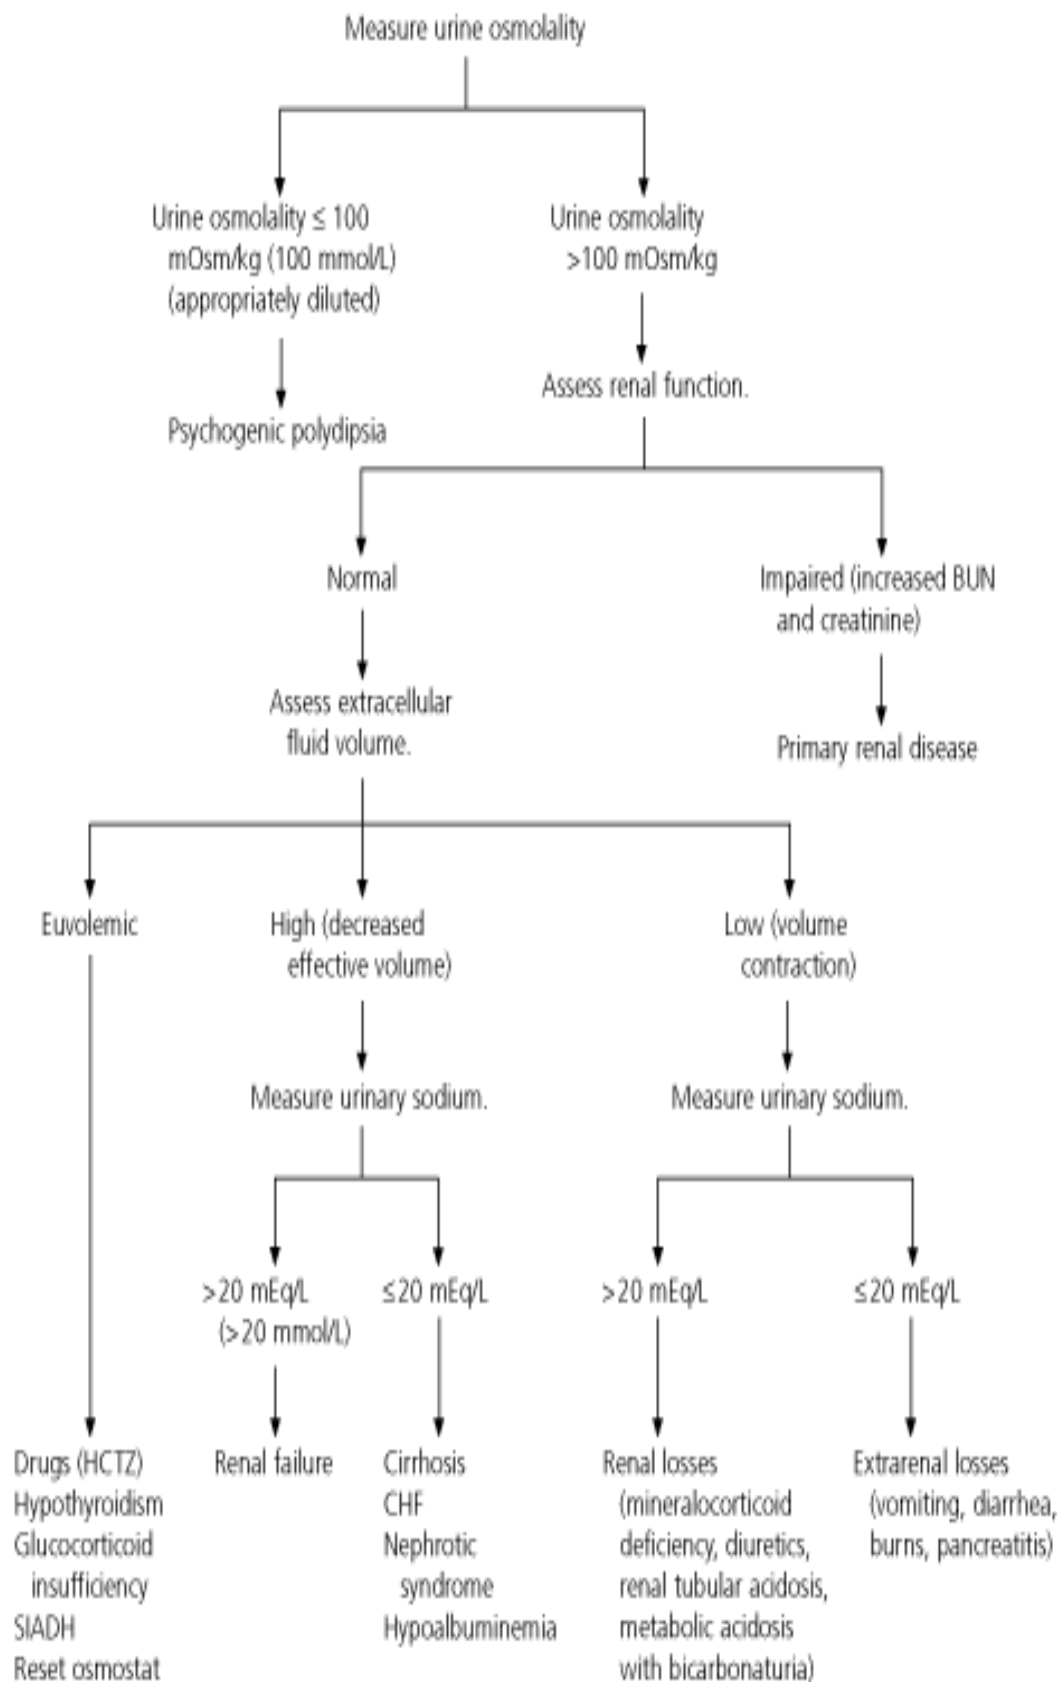 Measure urine osmolality
Urine osmolality ≤ 100
mOsm/kg (100 mmol/L)
(appropriately diluted)
Urine osmolality
>100 mOsm/kg
Psychogenic polydipsia
Assess renal function.
Normal
Impaired (increased BUN
and creatinine)
Assess extracellular
fluid volume.
Primary renal disease
Euvolemic
High (decreased
effective volume)
Low (volume
contraction)
Measure urinary sodium.
Measure urinary sodium.
>20 mEq/L
(>20 mmol/L)
≤20 mEq/L
>20 mEq/L
≤20 mEq/L
Drugs (HCTZ)
Hypothyroidism
Glucocorticoid
insufficiency
SIADH
Reset osmostat
Renal failure
Cirrhosis
CHF
Nephrotic
syndrome
Hypoalbuminemia
Renal losses
(mineralocorticoid
deficiency, diuretics,
renal tubular acidosis,
metabolic acidosis
with bicarbonaturia)
Extrarenal losses
(vomiting, diarrhea,
burns, pancreatitis)